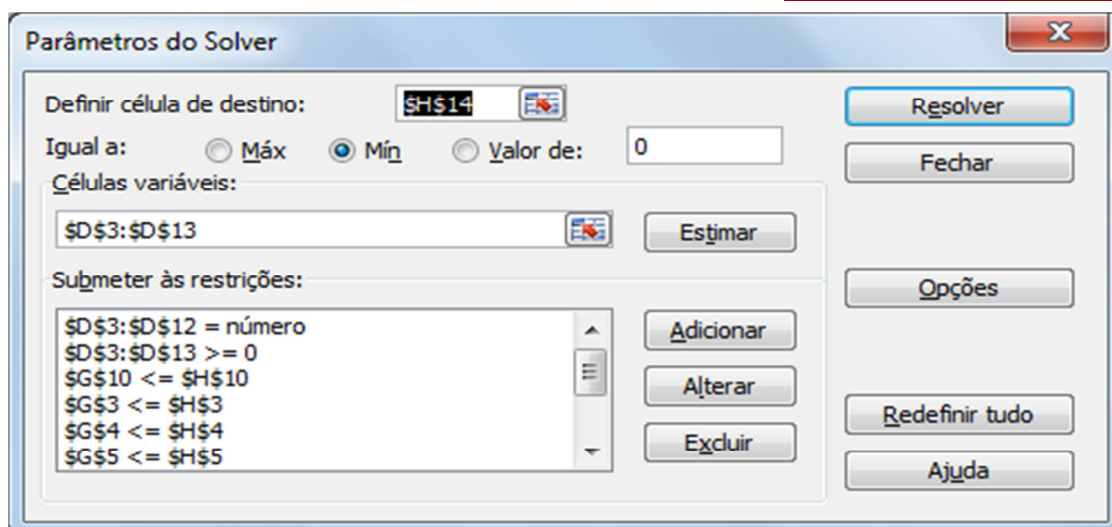 Parâmetros do Solver
Definir célula de destino: $H$14
Resolver
Igual a: Máx Mín Valor de: 0
Fechar
Células variáveis:
$D$3:$D$13
Estimar
Submeter às restrições:
Opções
$D$3:$D$12 = número
$D$3:$D$13 >= 0
$G$10 <= $H$10
$G$3 <= $H$3
$G$4 <= $H$4
$G$5 <= $H$5
Adicionar
Alterar
Excluir
Redefinir tudo
Ajuda